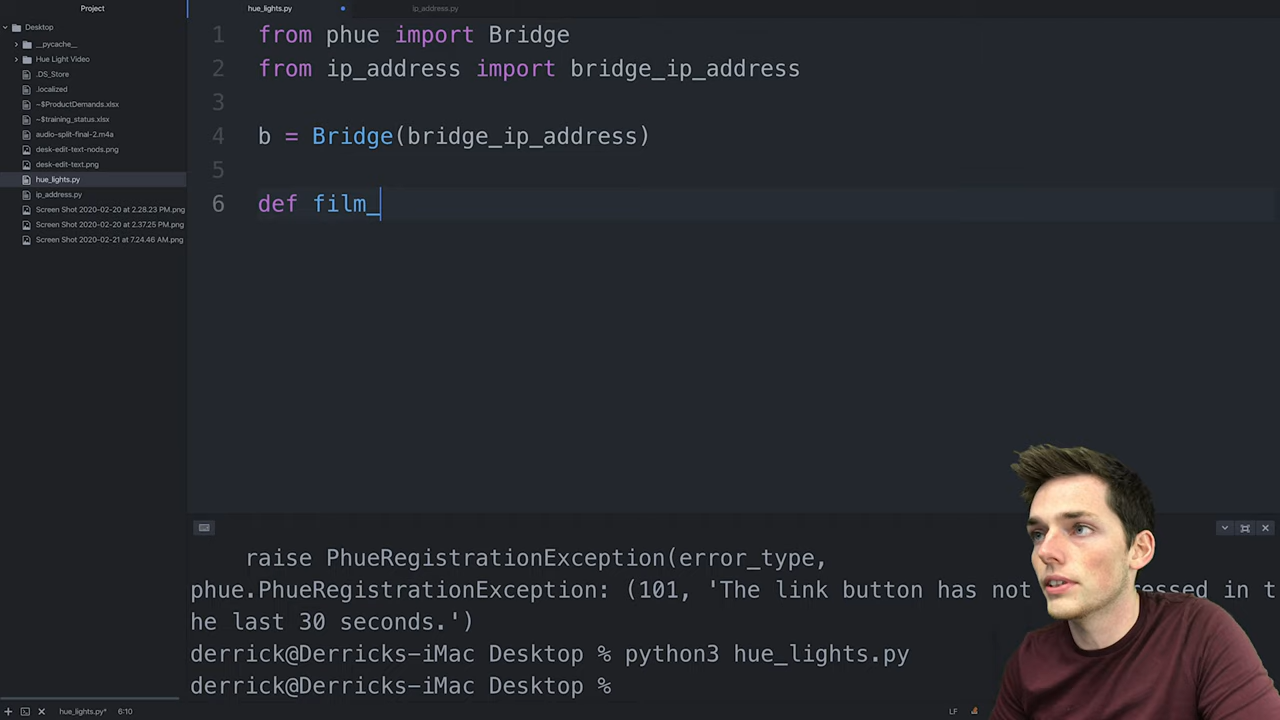 Project
hue_lights.py
ip_address.py
Desktop
__pycache__
Hue Light Video
.DS_Store
.localized
~$ProductDemands.xlsx
~$training_status.xlsx
audio-split-final-2.m4a
desk-edit-text-nods.png
desk-edit-text.png
hue_lights.py
ip_address.py
Screen Shot 2020-02-20 at 2.28.23 PM.png
Screen Shot 2020-02-20 at 2.37.25 PM.png
Screen Shot 2020-02-21 at 7.24.46 AM.png
1 from phue import Bridge
2 from ip_address import bridge_ip_address
3
4 b = Bridge(bridge_ip_address)
5
6 def film_
raise PhueRegistrationException(error_type,
phue.PhueRegistrationException: (101, 'The link button has not essed in t
he last 30 seconds.')
derrick@Derricks-iMac Desktop % python3 hue_lights.py
derrick@Derricks-iMac Desktop %
hue_lights.py* 6:10
LF